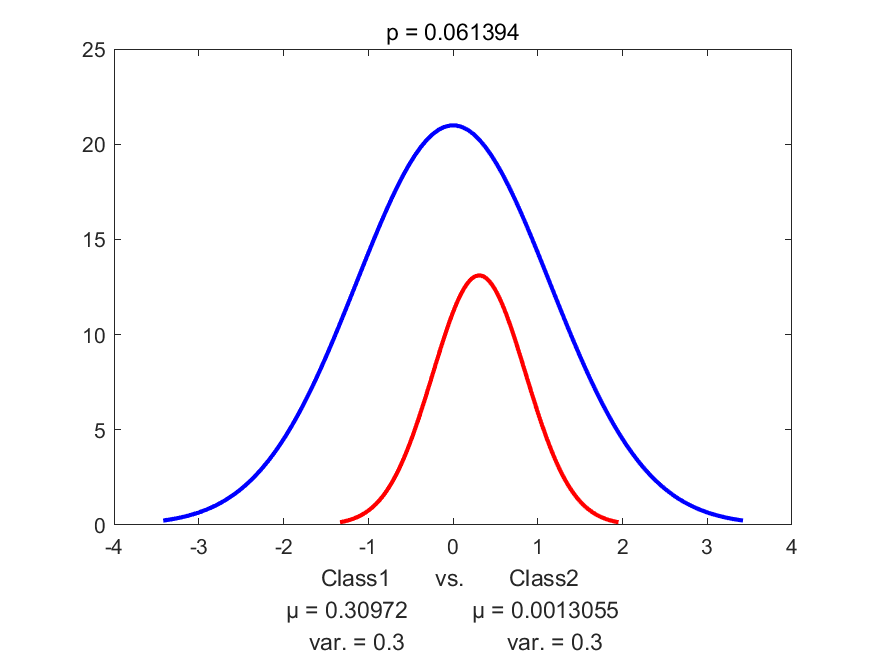 p = 0.061394
25
20
15
10
5
0
-4 -3 -2 -1 0 1 2 3 4
Class1 vs. Class2
μ = 0.30972 μ = 0.0013055
var. = 0.3 var. = 0.3